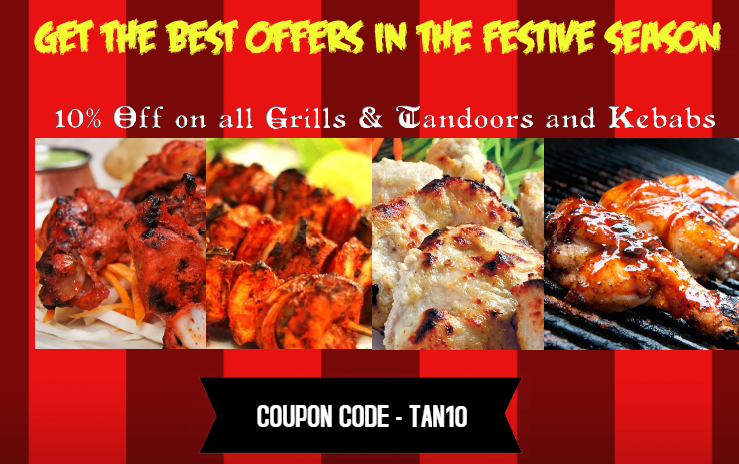 GET THE BEST OFFERS IN THE FESTIVE SEASON
10% Off on all Grills & Tandoors and Kebabs
COUPON CODE - TAN10